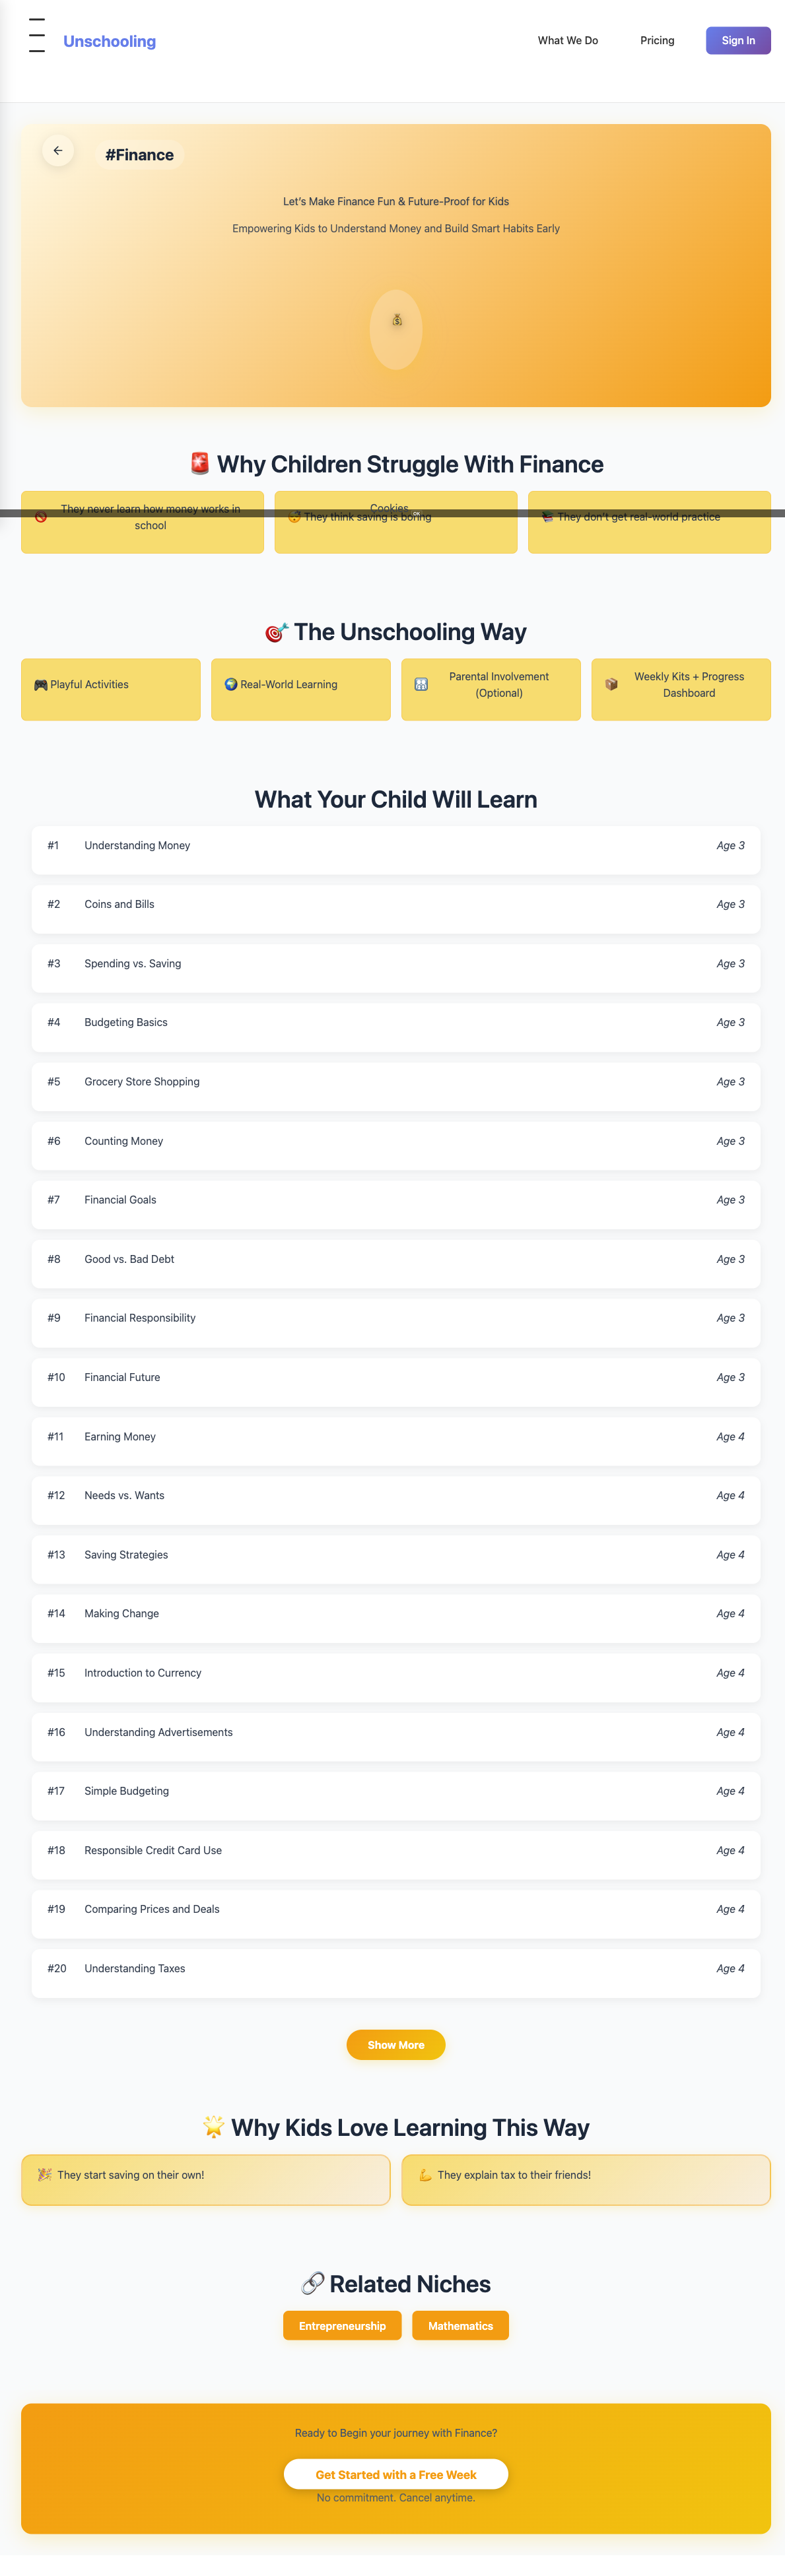 Unschooling
What We Do
Pricing
Sign In
#Finance
Let's Make Finance Fun & Future-Proof for Kids
Empowering Kids to Understand Money and Build Smart Habits Early
Why Children Struggle With Finance
They never learn how money works in
school
Cookies
They think saving is boring
They don't get real-world practice
The Unschooling Way
Playful Activities
Real-World Learning
Parental Involvement
(Optional)
Weekly Kits + Progress
Dashboard
What Your Child Will Learn
#1 Understanding Money Age 3
#2 Coins and Bills Age 3
#3 Spending vs. Saving Age 3
#4 Budgeting Basics Age 3
#5 Grocery Store Shopping Age 3
#6 Counting Money Age 3
#7 Financial Goals Age 3
#8 Good vs. Bad Debt Age 3
#9 Financial Responsibility Age 3
#10 Financial Future Age 3
#11 Earning Money Age 4
#12 Needs vs. Wants Age 4
#13 Saving Strategies Age 4
#14 Making Change Age 4
#15 Introduction to Currency Age 4
#16 Understanding Advertisements Age 4
#17 Simple Budgeting Age 4
#18 Responsible Credit Card Use Age 4
#19 Comparing Prices and Deals Age 4
#20 Understanding Taxes Age 4
Show More
Why Kids Love Learning This Way
They start saving on their own!
They explain tax to their friends!
Related Niches
Entrepreneurship
Mathematics
Ready to Begin your journey with Finance?
Get Started with a Free Week
No commitment. Cancel anytime.